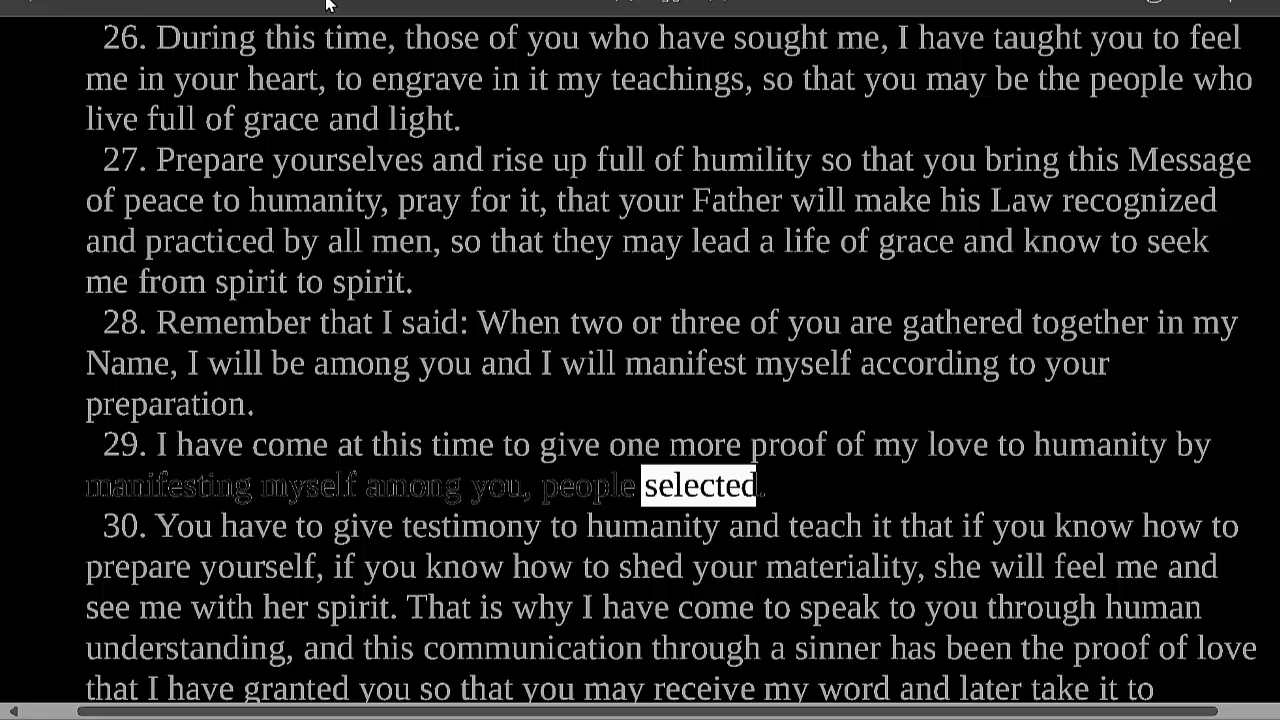 26. During this time, those of you who have sought me, I have taught you to feel
me in your heart, to engrave in it my teachings, so that you may be the people who
live full of grace and light.
27. Prepare yourselves and rise up full of humility so that you bring this Message
of peace to humanity, pray for it, that your Father will make his Law recognized
and practiced by all men, so that they may lead a life of grace and know to seek
me from spirit to spirit.
28. Remember that I said: When two or three of you are gathered together in my
Name, I will be among you and I will manifest myself according to your
preparation.
29. I have come at this time to give one more proof of my love to humanity by
manifesting myself among you, people selected.
30. You have to give testimony to humanity and teach it that if you know how to
prepare yourself, if you know how to shed your materiality, she will feel me and
see me with her spirit. That is why I have come to speak to you through human
understanding, and this communication through a sinner has been the proof of love
that I have granted you so that you may receive my word and later take it to